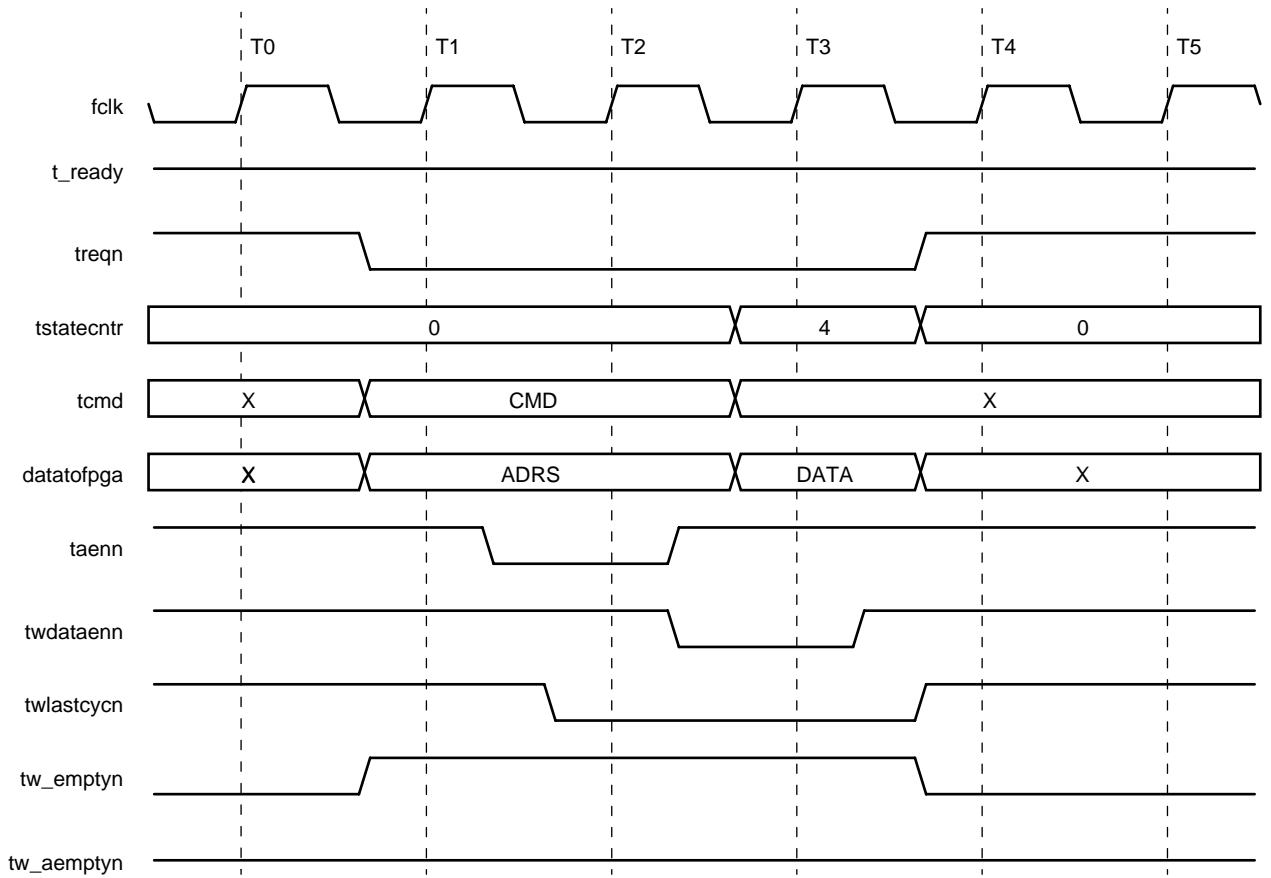 T0 T1 T2 T3 T4 T5
fclk
t_ready
treqn
tstatecntr 0 4 0
tcmd X CMD X
datatofpga X ADRS DATA X
taenn
twdataenn
twlastcycn
tw_emptyn
tw_aemptyn